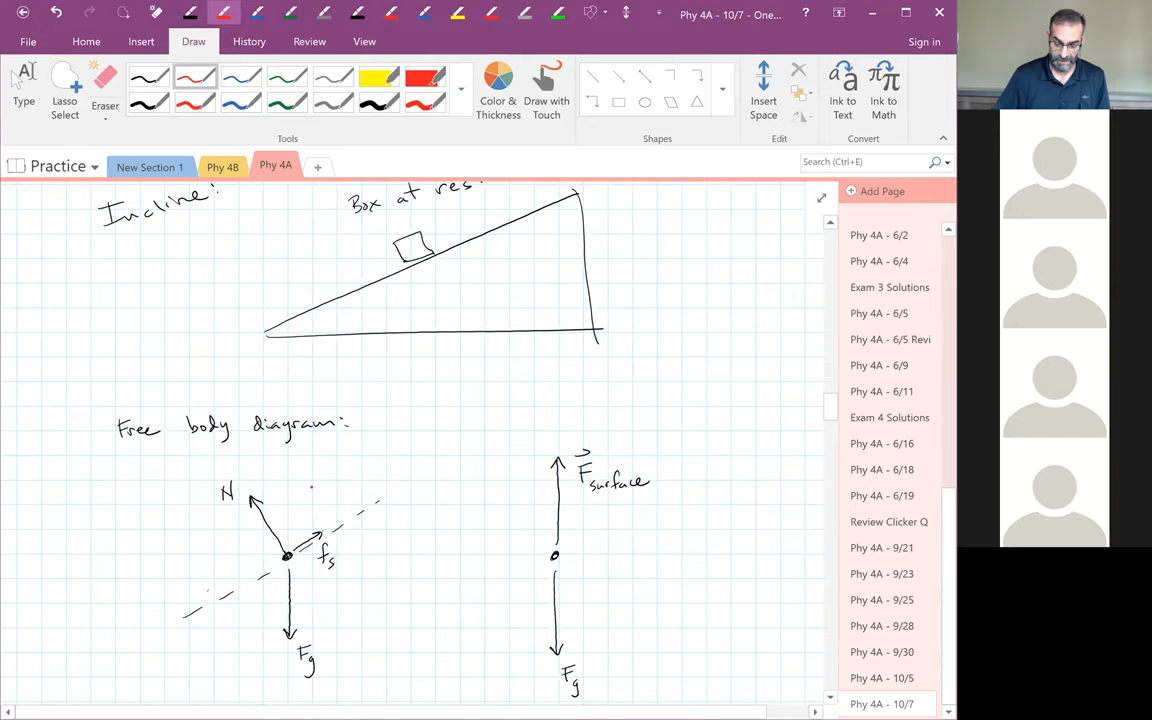 Phy 4A - 10/7 - One...
File
Home
Insert
Draw
History
Review
View
Sign in
Type
Lasso
Select
Eraser
Color &
Thickness
Draw with
Touch
Insert
Space
Ink to
Text
Ink to
Math
Tools
Shapes
Edit
Convert
Practice
New Section 1
Phy 4B
Phy 4A
Search (Ctrl+E)
Add Page
Phy 4A - 6/2
Phy 4A - 6/4
Exam 3 Solutions
Phy 4A - 6/5
Phy 4A - 6/5 Revi
Phy 4A - 6/9
Phy 4A - 6/11
Exam 4 Solutions
Phy 4A - 6/16
Phy 4A - 6/18
Phy 4A - 6/19
Review Clicker Q
Phy 4A - 9/21
Phy 4A - 9/23
Phy 4A - 9/25
Phy 4A - 9/28
Phy 4A - 9/30
Phy 4A - 10/5
Phy 4A - 10/7
Incline:
Box at res
Free body diagram:
N
fs
Fg
F surface
Fg